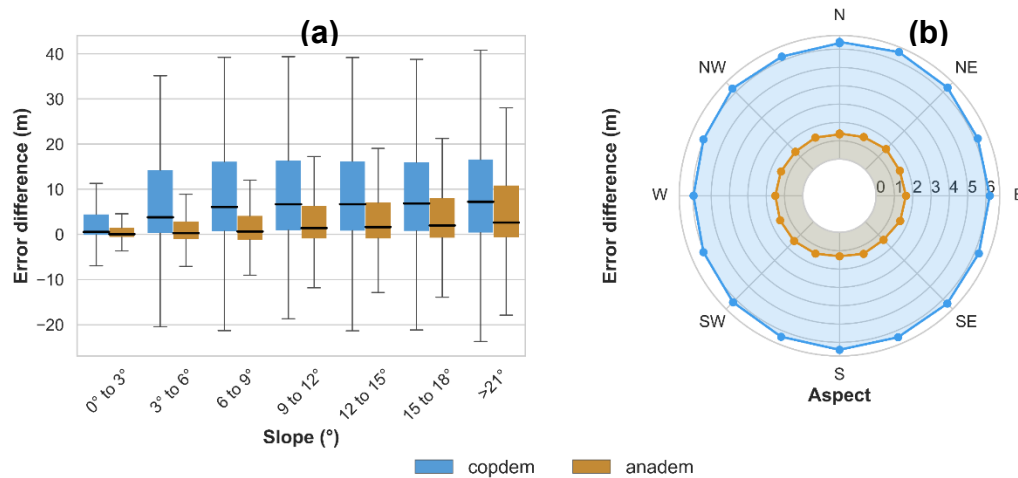 (a)
Error difference (m)
40
30
20
10
0
−10
−20
0° to 3°
3° to 6°
6 to 9°
9 to 12°
12 to 15°
15 to 18°
>21°
Slope (°)
(b)
Error difference (m)
N
NE
E
SE
S
SW
W
NW
0 1 2 3 4 5 6
Aspect
copdem
anadem